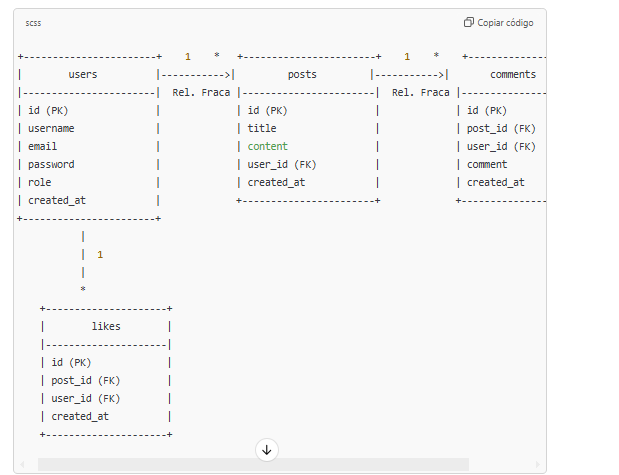 scss
Copiar código
+----------------------+    1    *   +----------------------+    1    *    +--------------
|        users         |----------->|        posts         |----------->|     comments
|----------------------|  Rel. Fraca |----------------------|  Rel. Fraca |--------------
| id (PK)              |             | id (PK)              |             | id (PK)
| username             |             | title                |             | post_id (FK)
| email                |             | content              |             | user_id (FK)
| password             |             | user_id (FK)         |             | comment
| role                 |             | created_at           |             | created_at
| created_at           |             +----------------------+             +--------------
+----------------------+
|
|  1
|
*
+--------------------+
|        likes       |
|--------------------|
| id (PK)            |
| post_id (FK)       |
| user_id (FK)       |
| created_at         |
+--------------------+